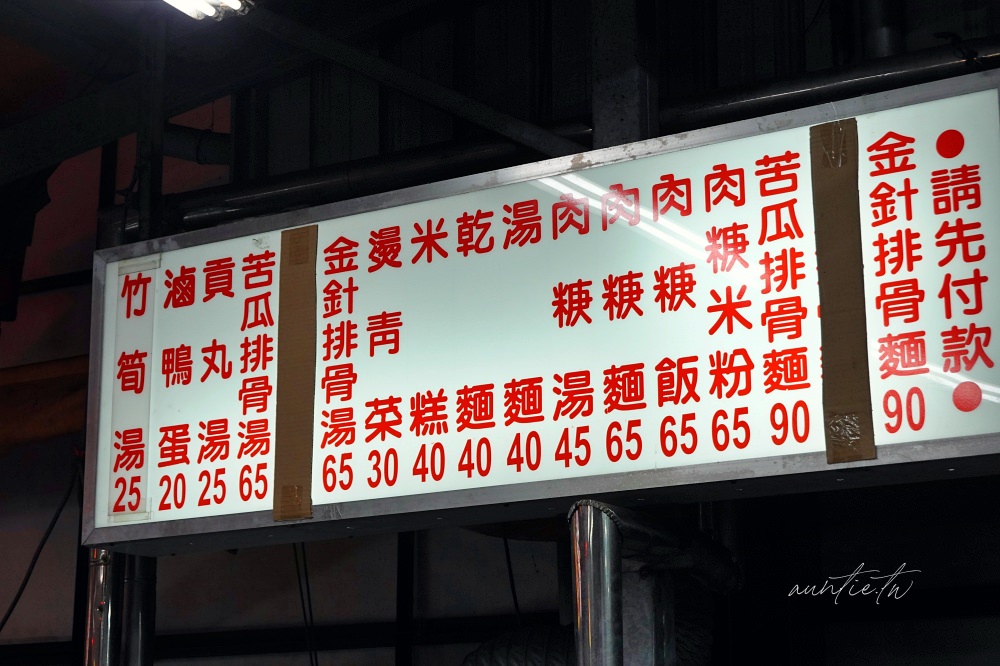 ●請先付款●
金針排骨麵90
苦瓜排骨麵90
肉糖米粉65
肉糖飯65
肉糖麵65
肉糖湯45
湯麵40
乾麵40
米糕40
燙青菜30
金針排骨湯65
苦瓜排骨湯65
貢丸湯25
滷鴨蛋20
竹筍湯25
auntie.tw